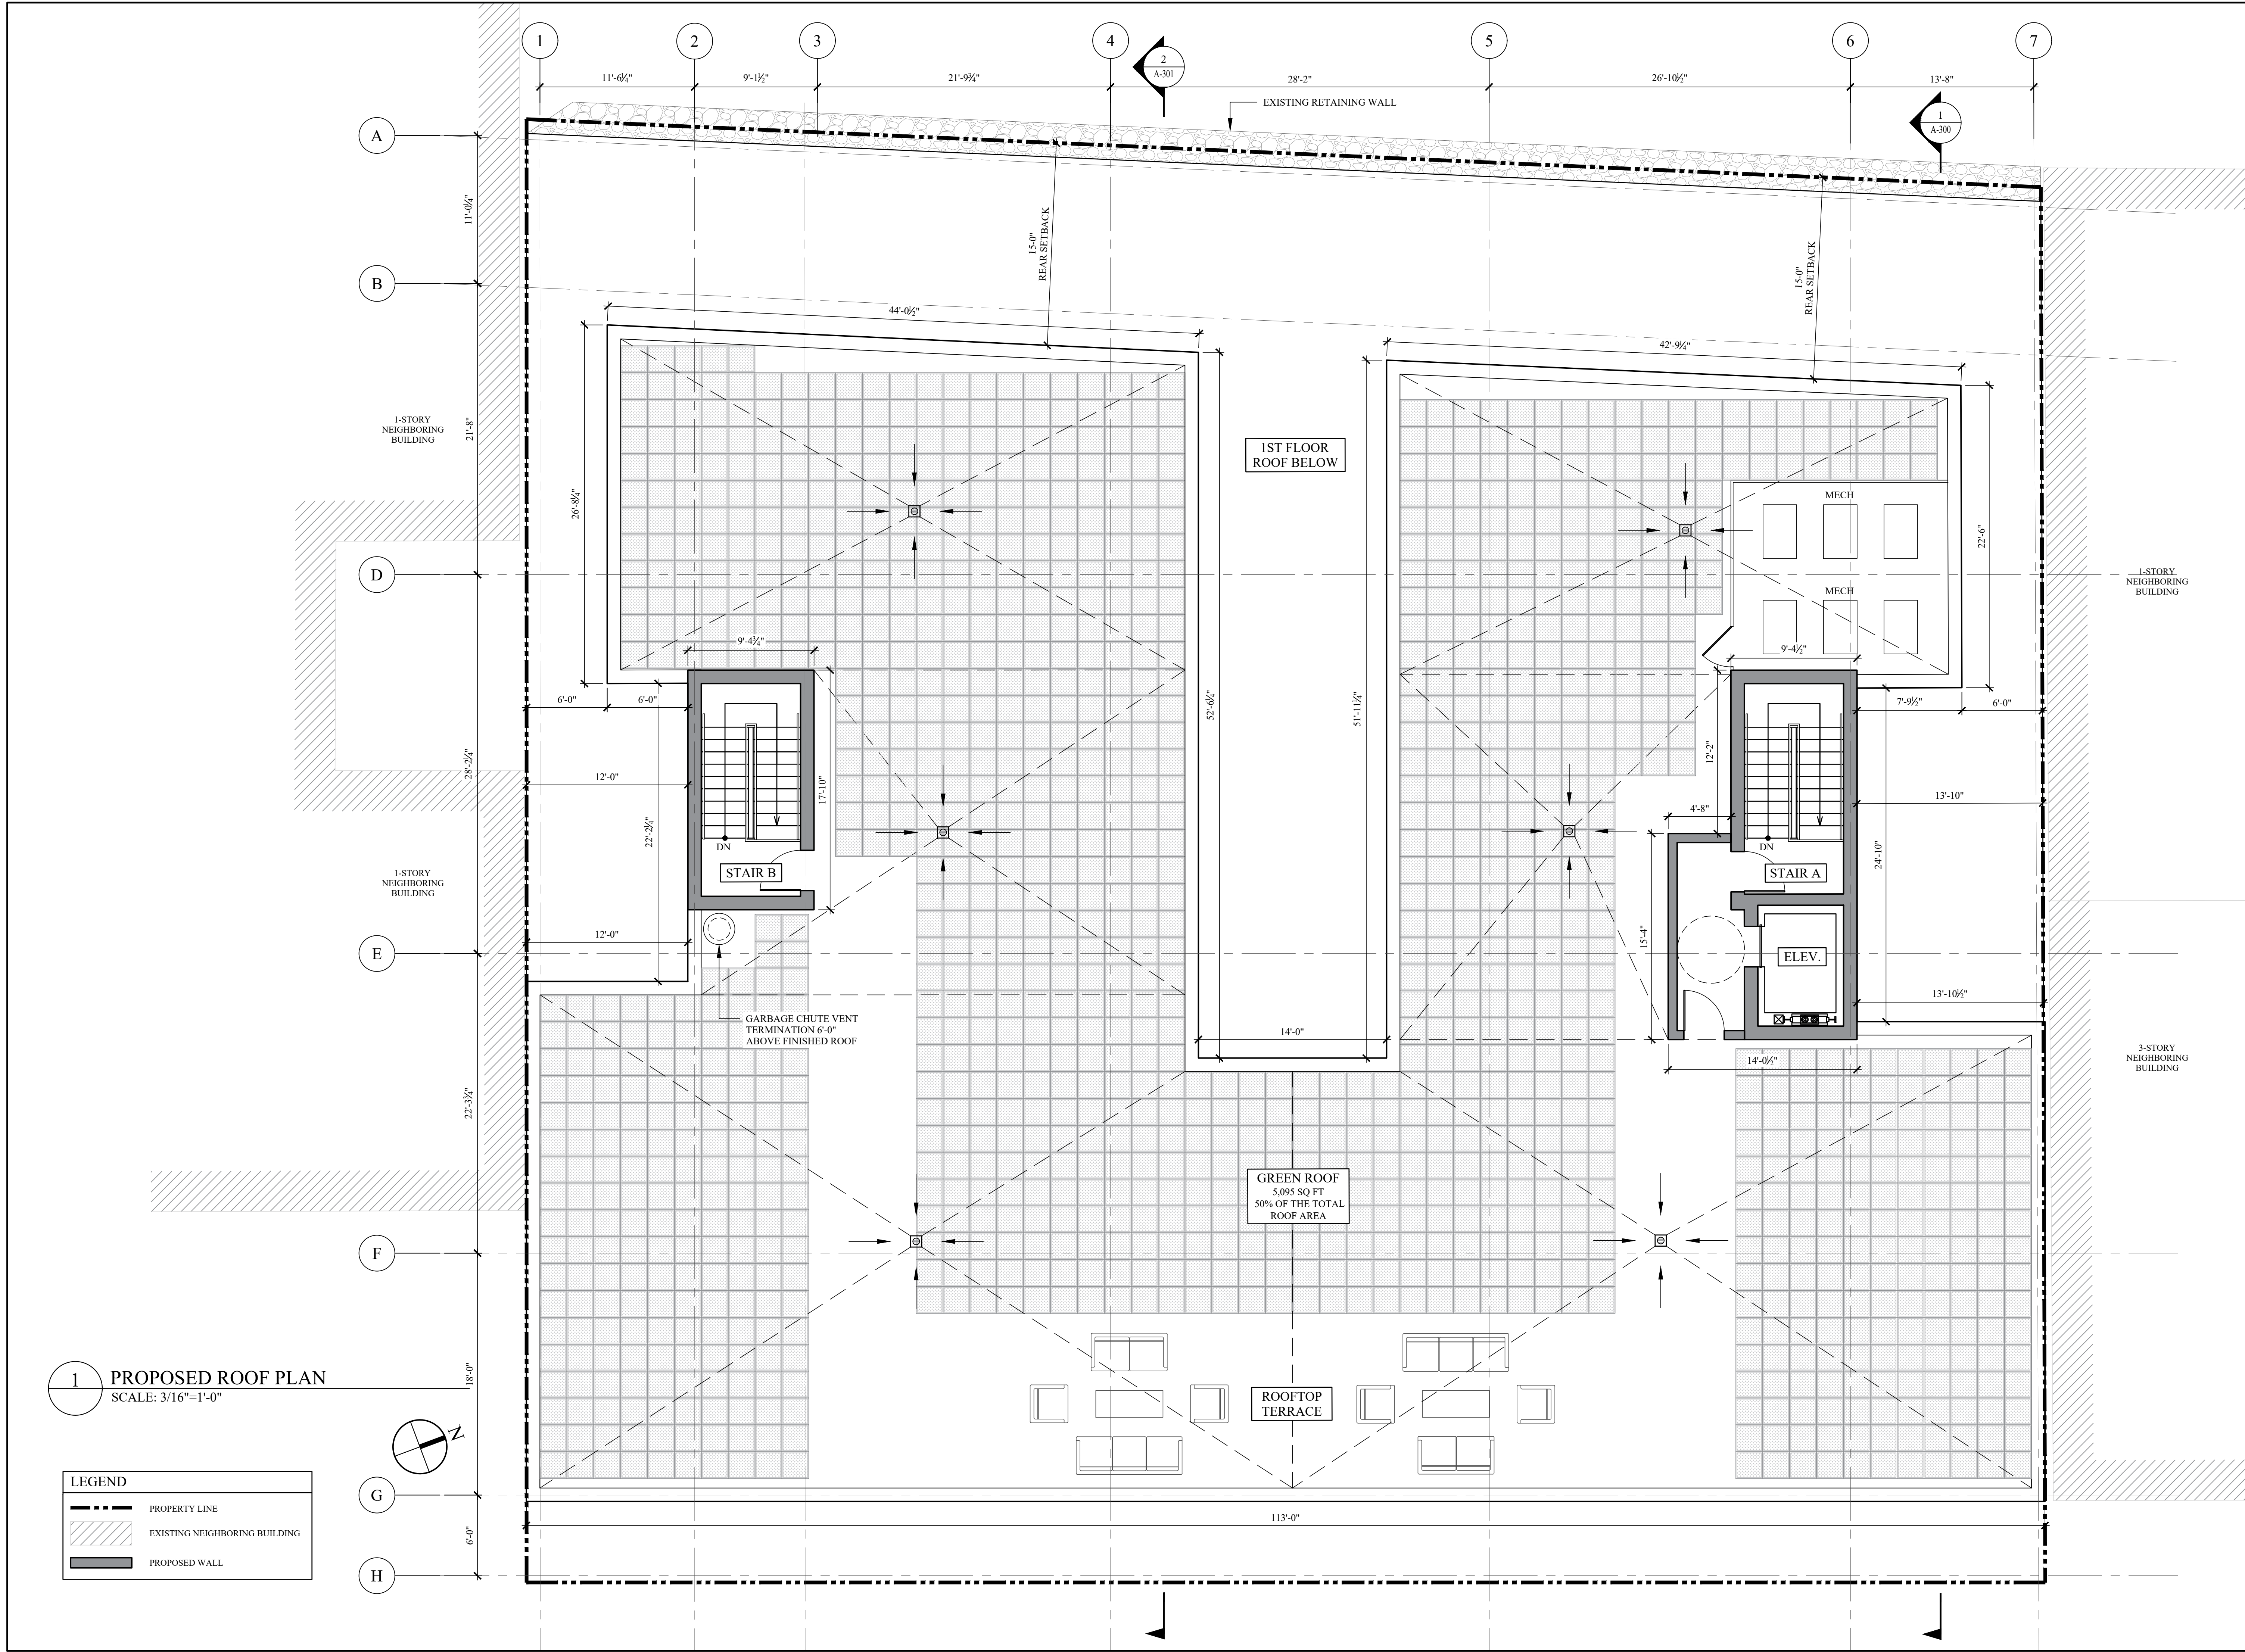 1
2
3
4
5
6
7
2
A-301
1
A-300
11'-6¼"
9'-1½"
21'-9¾"
28'-2"
26'-10½"
13'-8"
EXISTING RETAINING WALL
A
B
D
E
F
G
H
11'-0¼"
21'-8"
28'-2¼"
22'-3¾"
18'-0"
6'-0"
15'-0"
REAR SETBACK
15'-0"
REAR SETBACK
44'-0½"
42'-9¼"
26'-8¼"
22'-6"
1-STORY
NEIGHBORING
BUILDING
1ST FLOOR
ROOF BELOW
MECH
MECH
1-STORY
NEIGHBORING
BUILDING
9'-4¾"
9'-4½"
6'-0"
6'-0"
52'-6¼"
51'-11¼"
7'-9½"
6'-0"
12'-0"
22'-2¼"
17'-10"
12'-2"
4'-8"
13'-10"
24'-10"
DN
STAIR B
DN
STAIR A
1-STORY
NEIGHBORING
BUILDING
12'-0"
15'-4"
ELEV.
13'-10½"
GARBAGE CHUTE VENT
TERMINATION 6'-0"
ABOVE FINISHED ROOF
14'-0"
14'-0½"
3-STORY
NEIGHBORING
BUILDING
GREEN ROOF
5,095 SQ FT
50% OF THE TOTAL
ROOF AREA
ROOFTOP
TERRACE
113'-0"
1
PROPOSED ROOF PLAN
SCALE: 3/16"=1'-0"
N
LEGEND
PROPERTY LINE
EXISTING NEIGHBORING BUILDING
PROPOSED WALL